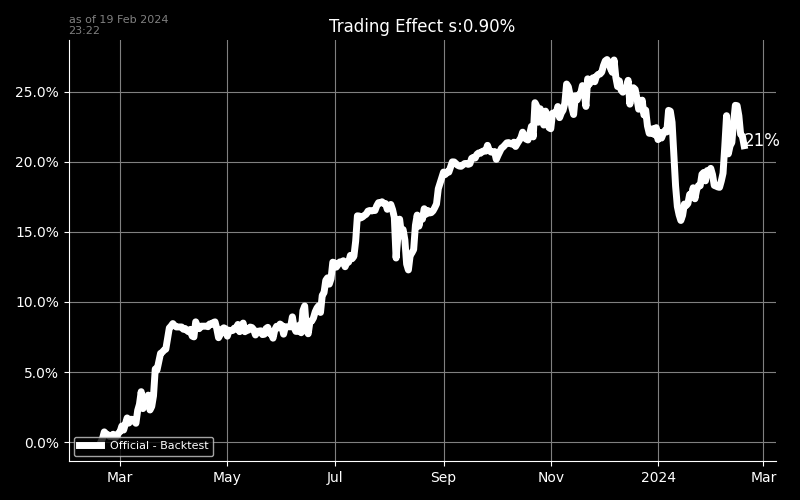 as of 19 Feb 2024
23:22
Trading Effect s:0.90%
25.0%
20.0%
15.0%
10.0%
5.0%
0.0%
21%
Official - Backtest
Mar May Jul Sep Nov 2024 Mar